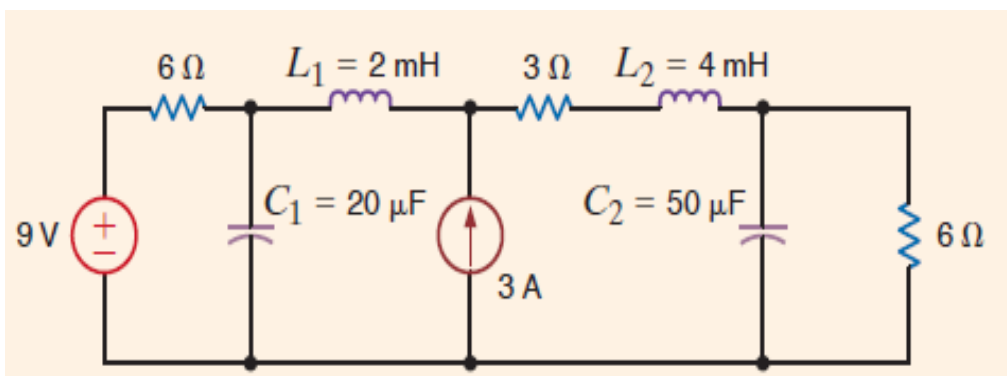 6 Ω L₁ = 2 mH 3 Ω L₂ = 4 mH
9 V + − C₁ = 20 μF C₂ = 50 μF 6 Ω
3 A